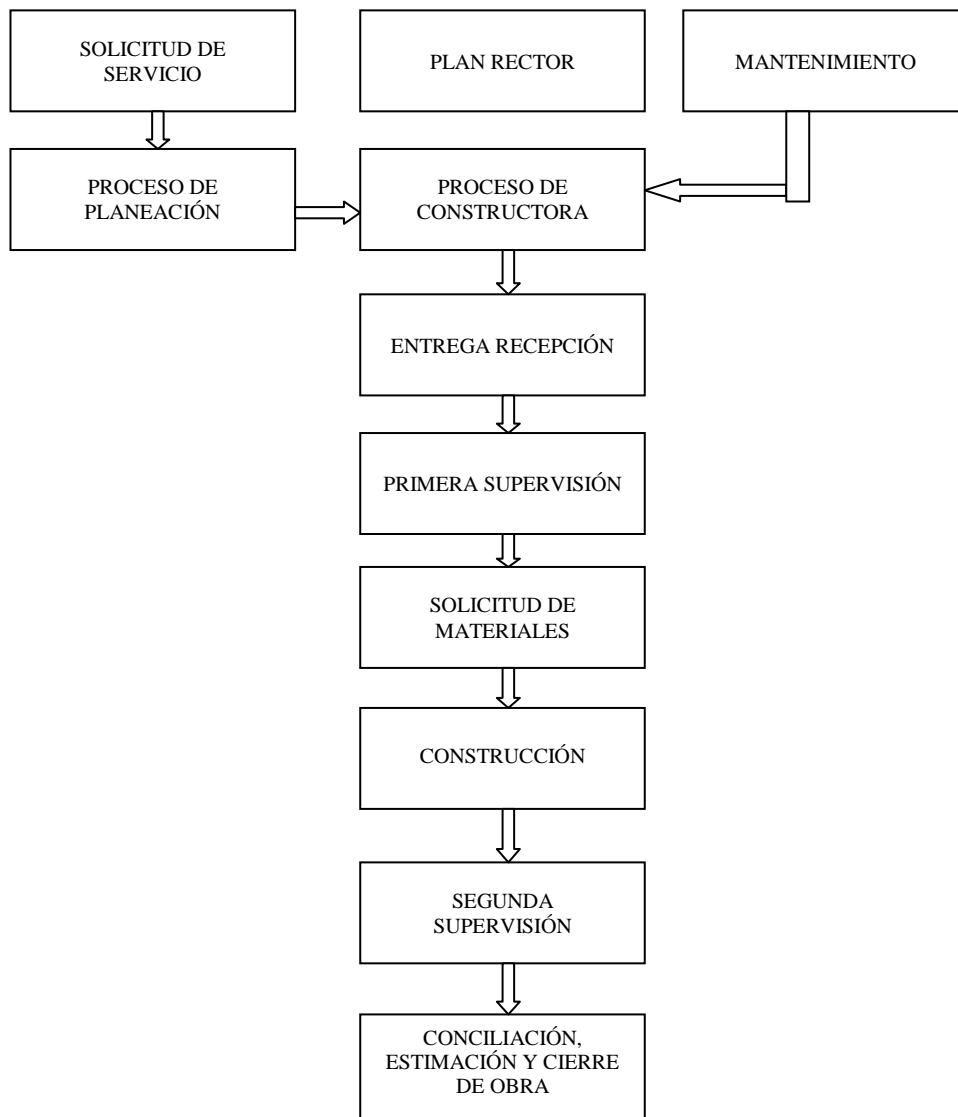 SOLICITUD DE
SERVICIO
PLAN RECTOR
MANTENIMIENTO
PROCESO DE
PLANEACIÓN
PROCESO DE
CONSTRUCTORA
ENTREGA RECEPCIÓN
PRIMERA SUPERVISIÓN
SOLICITUD DE
MATERIALES
CONSTRUCCIÓN
SEGUNDA
SUPERVISIÓN
CONCILIACIÓN,
ESTIMACIÓN Y CIERRE
DE OBRA